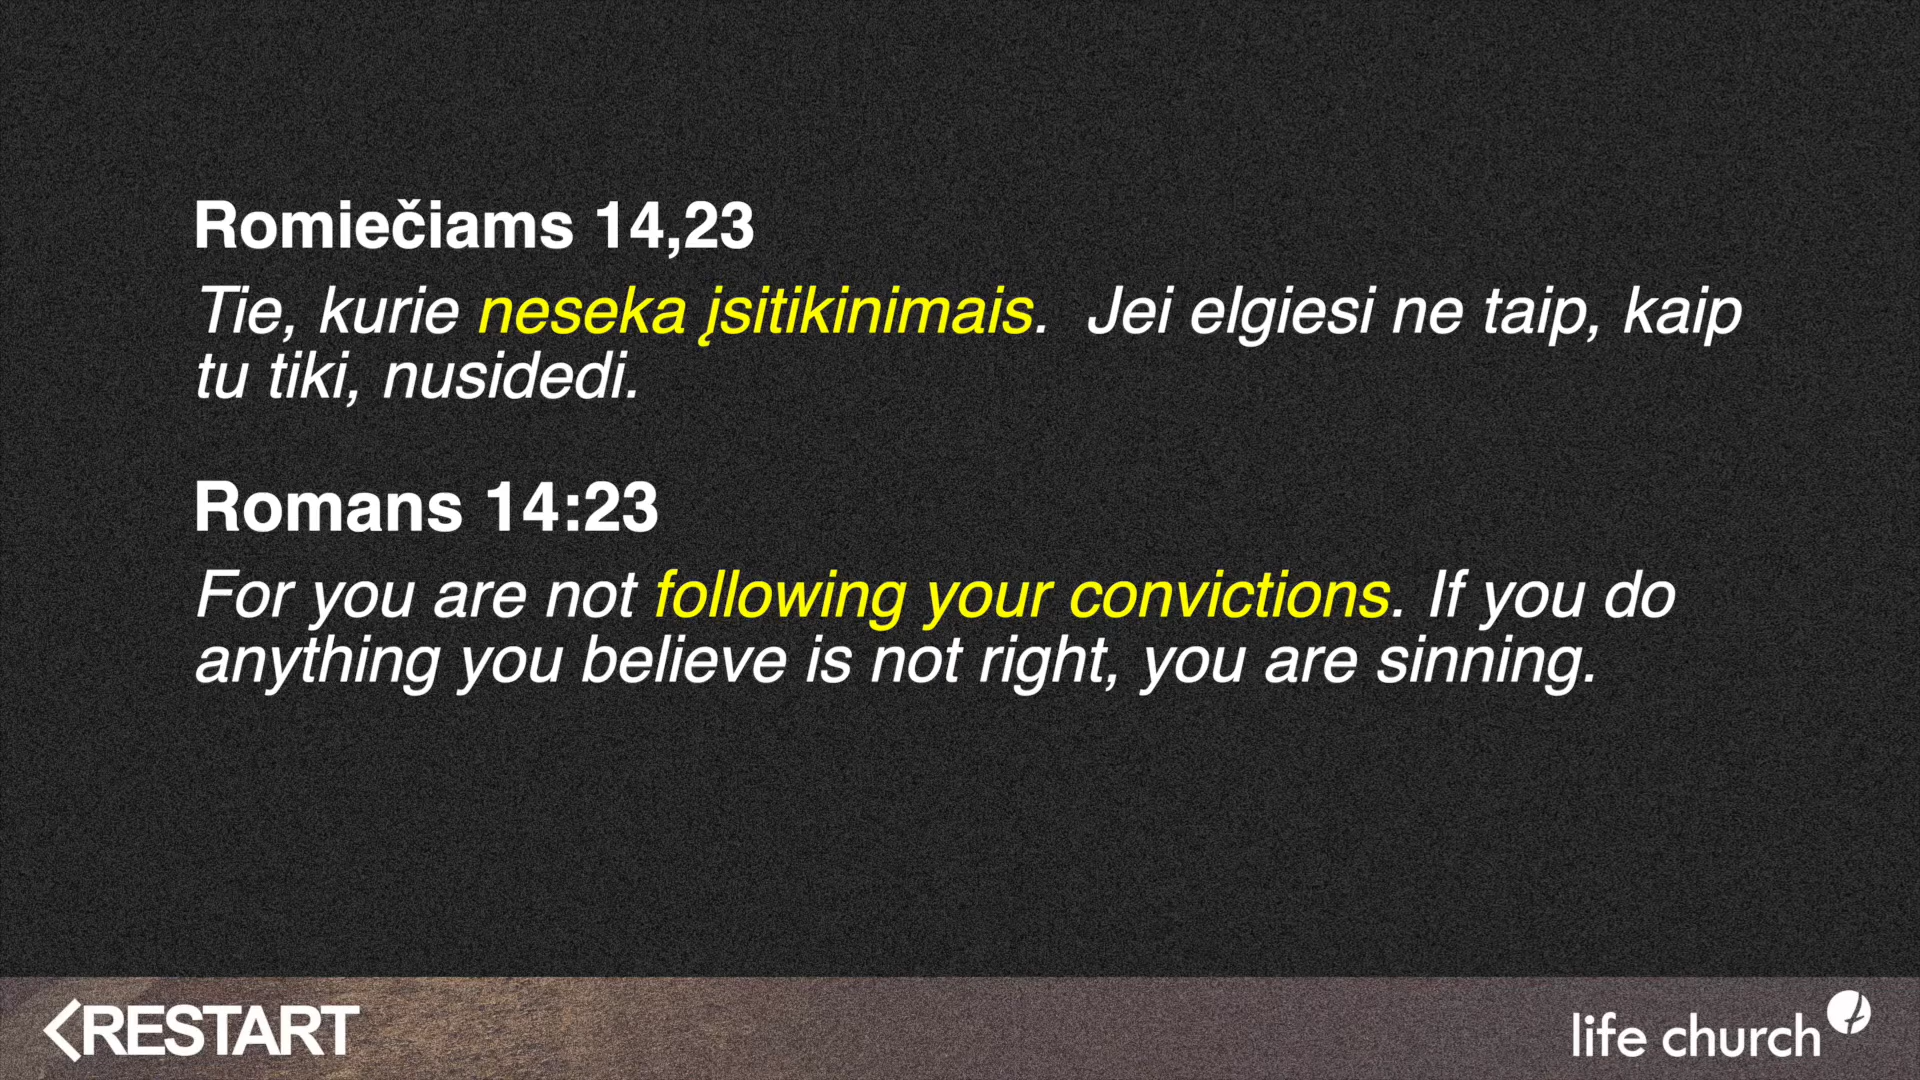 Romiečiams 14,23
Tie, kurie neseka įsitikinimais.  Jei elgiesi ne taip, kaip
tu tiki, nusidedi.
Romans 14:23
For you are not following your convictions. If you do
anything you believe is not right, you are sinning.
RESTART
life church